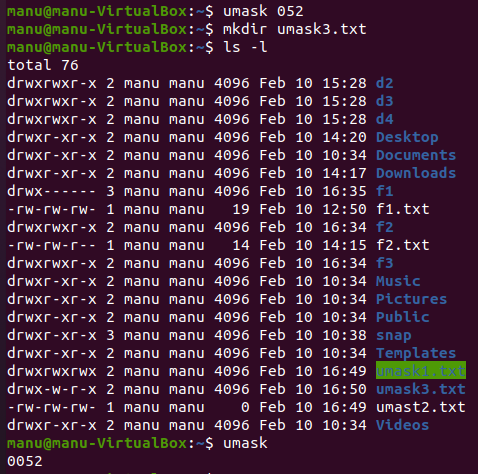 manu@manu-VirtualBox:~$ umask 052
manu@manu-VirtualBox:~$ mkdir umask3.txt
manu@manu-VirtualBox:~$ ls -l
total 76
drwxrwxr-x 2 manu manu 4096 Feb 10 15:28 d2
drwxrwxr-x 2 manu manu 4096 Feb 10 15:28 d3
drwxrwxr-x 2 manu manu 4096 Feb 10 15:28 d4
drwxr-xr-x 2 manu manu 4096 Feb 10 14:20 Desktop
drwxr-xr-x 2 manu manu 4096 Feb 10 10:34 Documents
drwxr-xr-x 2 manu manu 4096 Feb 10 14:17 Downloads
drwx------ 3 manu manu 4096 Feb 10 16:35 f1
-rw-rw-rw- 1 manu manu   19 Feb 10 12:50 f1.txt
drwxrwxr-x 2 manu manu 4096 Feb 10 16:34 f2
-rw-rw-r-- 1 manu manu   14 Feb 10 14:15 f2.txt
drwxrwxr-x 2 manu manu 4096 Feb 10 16:34 f3
drwxr-xr-x 2 manu manu 4096 Feb 10 10:34 Music
drwxr-xr-x 2 manu manu 4096 Feb 10 10:34 Pictures
drwxr-xr-x 2 manu manu 4096 Feb 10 10:34 Public
drwxr-xr-x 3 manu manu 4096 Feb 10 10:38 snap
drwxr-xr-x 2 manu manu 4096 Feb 10 10:34 Templates
drwxrwxrwx 2 manu manu 4096 Feb 10 16:49 umask1.txt
drwx-w-r-x 2 manu manu 4096 Feb 10 16:50 umask3.txt
-rw-rw-rw- 1 manu manu    0 Feb 10 16:49 umast2.txt
drwxr-xr-x 2 manu manu 4096 Feb 10 10:34 Videos
manu@manu-VirtualBox:~$ umask
0052